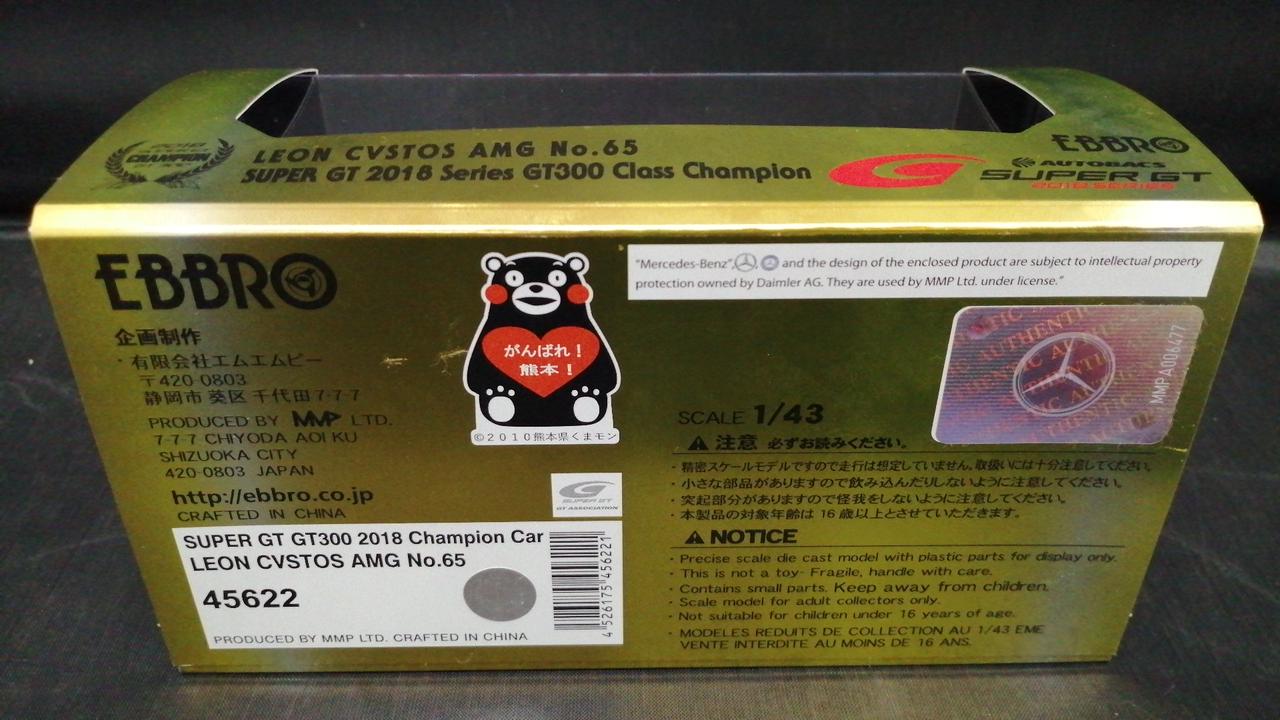 2018
CHAMPION
LEON CVSTOS AMG No.65
SUPER GT 2018 Series GT300 Class Champion
EBBRO
AUTOBACS
SUPER GT
2018 SERIES
EBBRO
企画制作
・有限会社エムエムピー
〒420-0803
静岡市 葵区 千代田7-7-7
PRODUCED BY MMP LTD.
7-7-7 CHIYODA AOI KU
SHIZUOKA CITY
420-0803 JAPAN
http://ebbro.co.jp
CRAFTED IN CHINA
がんばれ!
熊本!
©2010熊本県くまモン
SUPER GT
GT ASSOCIATION
SUPER GT GT300 2018 Champion Car
LEON CVSTOS AMG No.65
45622
PRODUCED BY MMP LTD. CRAFTED IN CHINA
4 526175 456221
"Mercedes-Benz", and the design of the enclosed product are subject to intellectual property
protection owned by Daimler AG. They are used by MMP Ltd. under license."
AUTHENTIC
MMP A006477
SCALE 1/43
注意 必ずお読みください。
・精密スケールモデルですので走行は想定していません。取扱いには十分注意してください。
・小さな部品がありますので飲み込んだりしないように注意してください。
・突起部分がありますので怪我をしないように注意してください。
・本製品の対象年齢は 16 歳以上とさせていただきます。
NOTICE
・Precise scale die cast model with plastic parts for display only.
・This is not a toy- Fragile, handle with care.
・Contains small parts. Keep away from children.
・Scale model for adult collectors only.
・Not suitable for children under 16 years of age.
・MODELES REDUITS DE COLLECTION AU 1/43 EME
VENTE INTERDITE AU MOINS DE 16 ANS.